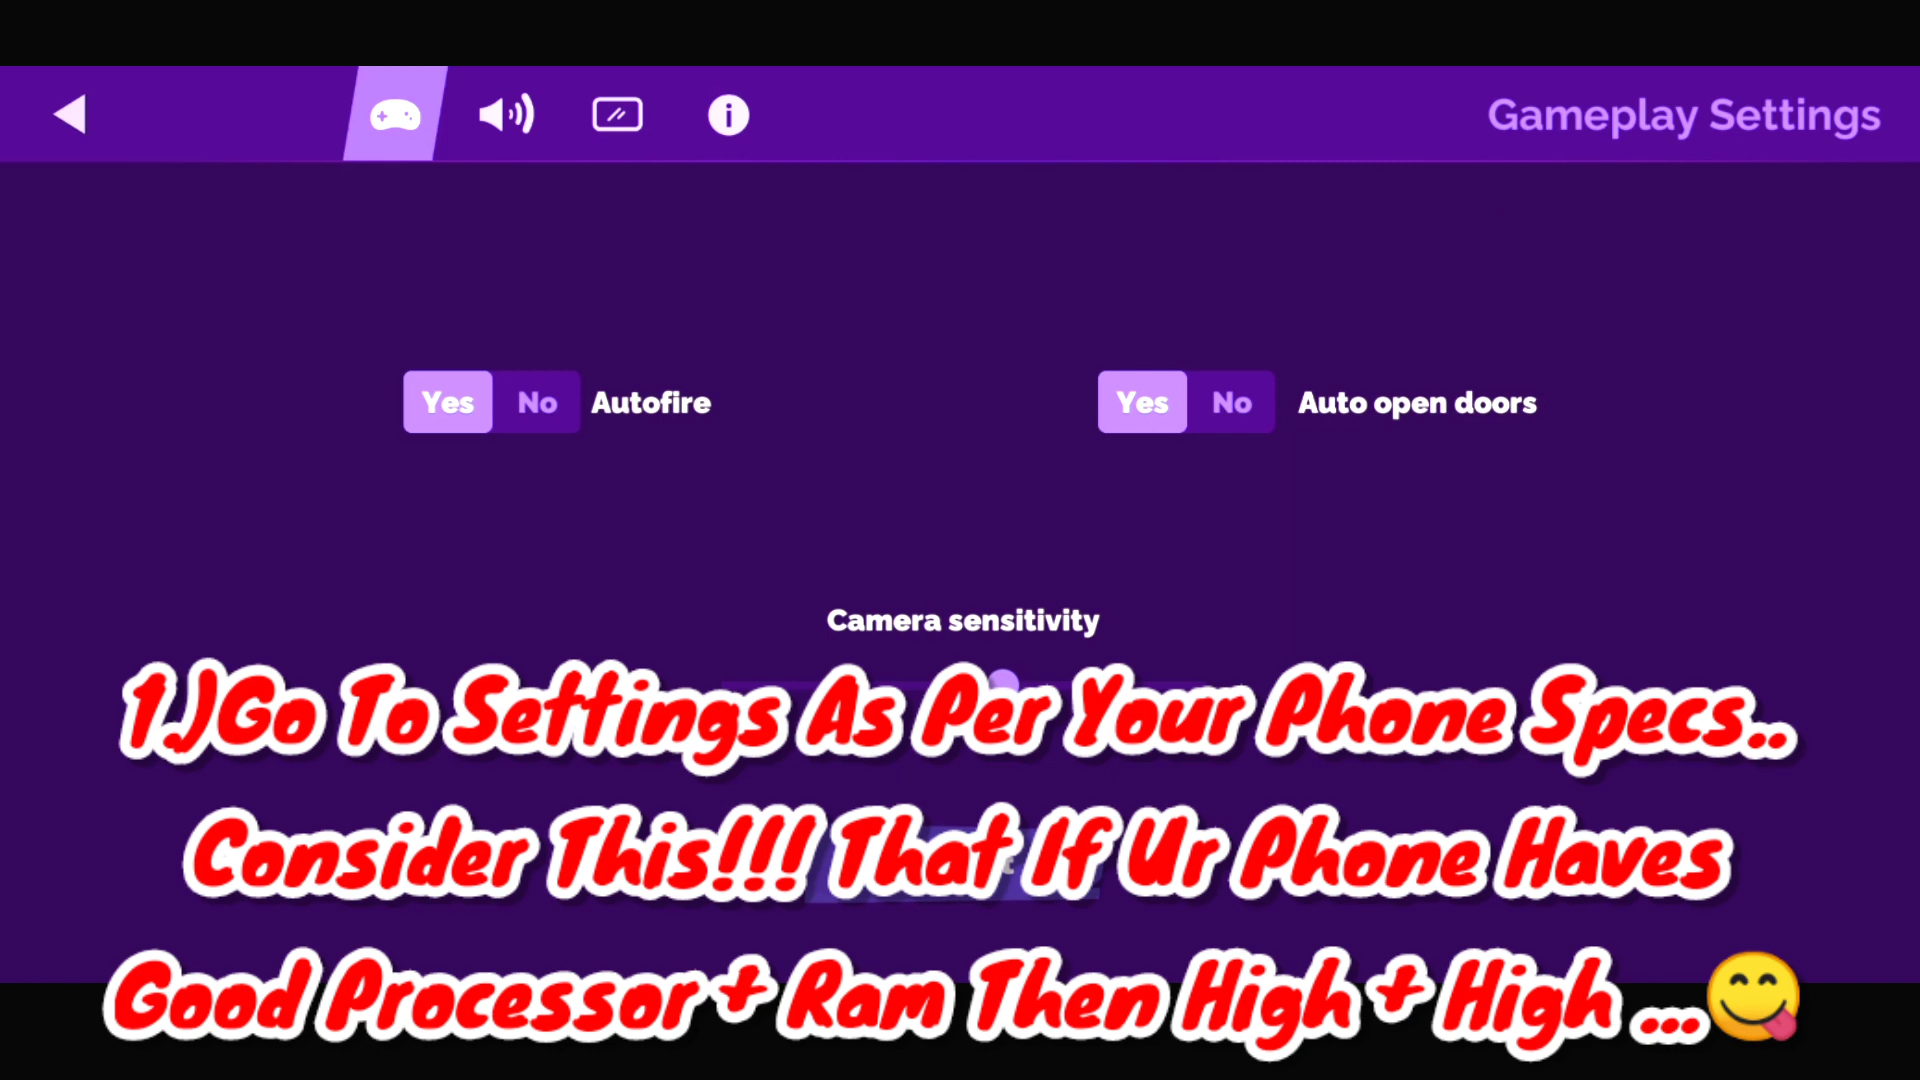 Gameplay Settings
Yes No Autofire
Yes No Auto open doors
Camera sensitivity
1.)Go To Settings As Per Your Phone Specs..
Consider This!!! That If Ur Phone Haves
Good Processor + Ram Then High + High ...😋